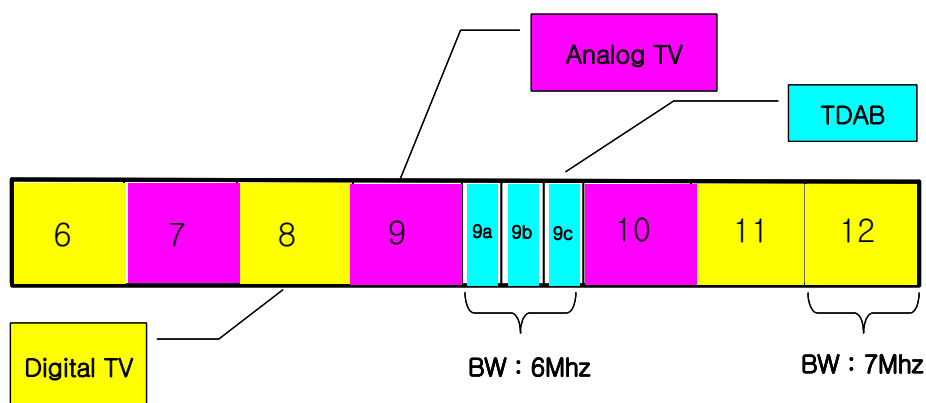 Analog TV
TDAB
6 7 8 9 9a 9b 9c 10 11 12
Digital TV
BW : 6Mhz
BW : 7Mhz